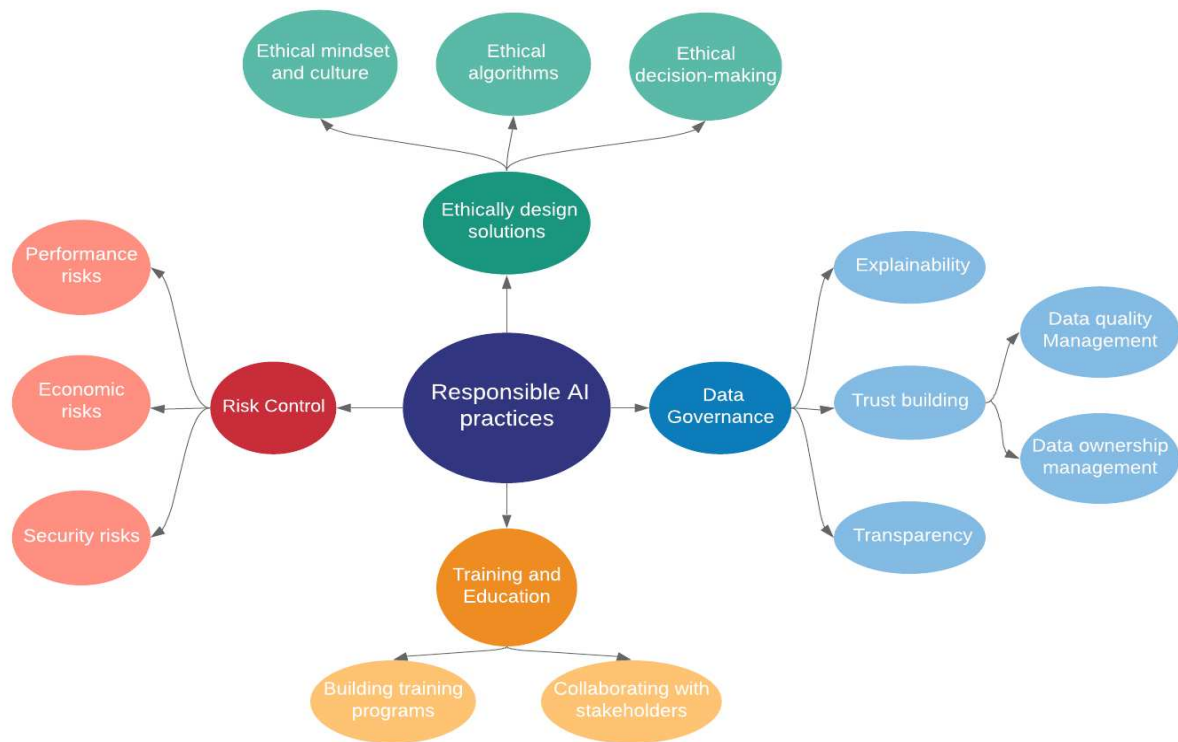 Ethical mindset
and culture
Ethical
algorithms
Ethical
decision-making
Ethically design
solutions
Performance
risks
Explainability
Data quality
Management
Economic
risks
Risk Control
Responsible AI
practices
Data
Governance
Trust building
Data ownership
management
Security risks
Transparency
Training and
Education
Building training
programs
Collaborating with
stakeholders